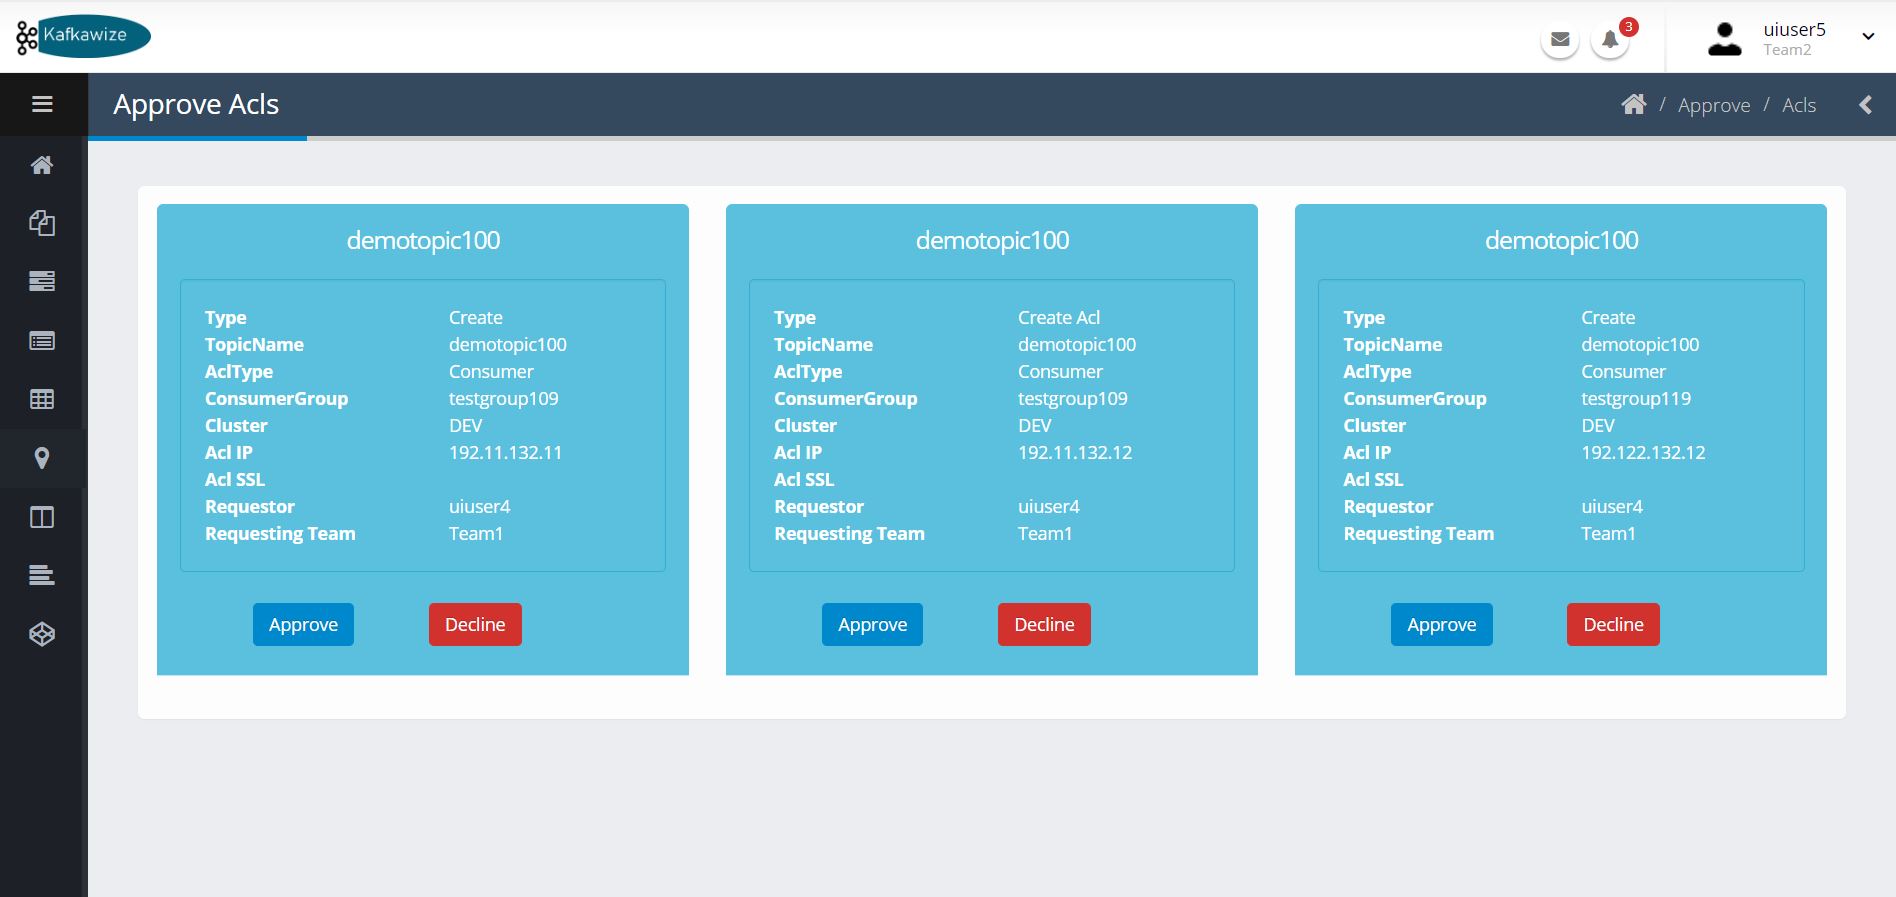 Kafkawize
3
uiuser5
Team2
Approve Acls
/ Approve / Acls
demotopic100
Type Create
TopicName demotopic100
AclType Consumer
ConsumerGroup testgroup109
Cluster DEV
Acl IP 192.11.132.11
Acl SSL
Requestor uiuser4
Requesting Team Team1
Approve Decline
demotopic100
Type Create Acl
TopicName demotopic100
AclType Consumer
ConsumerGroup testgroup109
Cluster DEV
Acl IP 192.11.132.12
Acl SSL
Requestor uiuser4
Requesting Team Team1
Approve Decline
demotopic100
Type Create
TopicName demotopic100
AclType Consumer
ConsumerGroup testgroup119
Cluster DEV
Acl IP 192.122.132.12
Acl SSL
Requestor uiuser4
Requesting Team Team1
Approve Decline